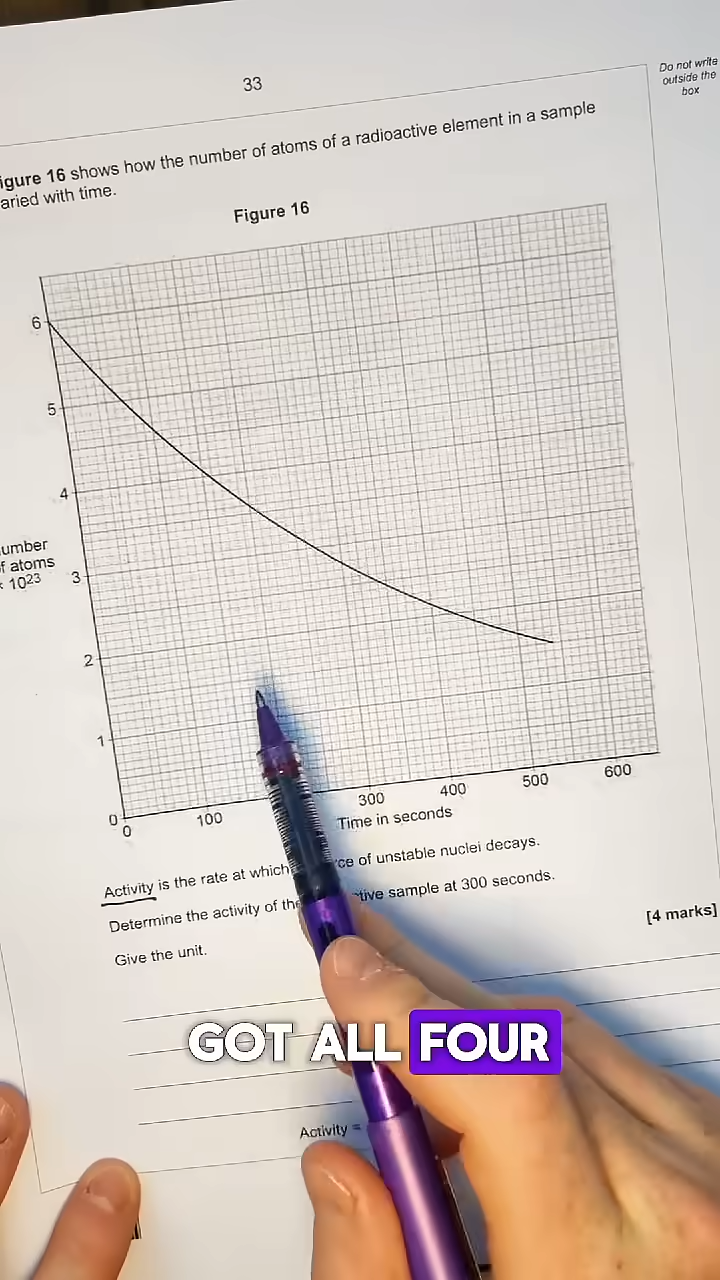 33
Do not write
outside the
box
igure 16 shows how the number of atoms of a radioactive element in a sample
aried with time.
Figure 16
6
5
4
umber
f atoms
× 10²³
3
2
1
0
0
100
300
400
500
600
Time in seconds
Activity is the rate at which ce of unstable nuclei decays.
Determine the activity of the tive sample at 300 seconds.
[4 marks]
Give the unit.
GOT ALL FOUR
Activity =